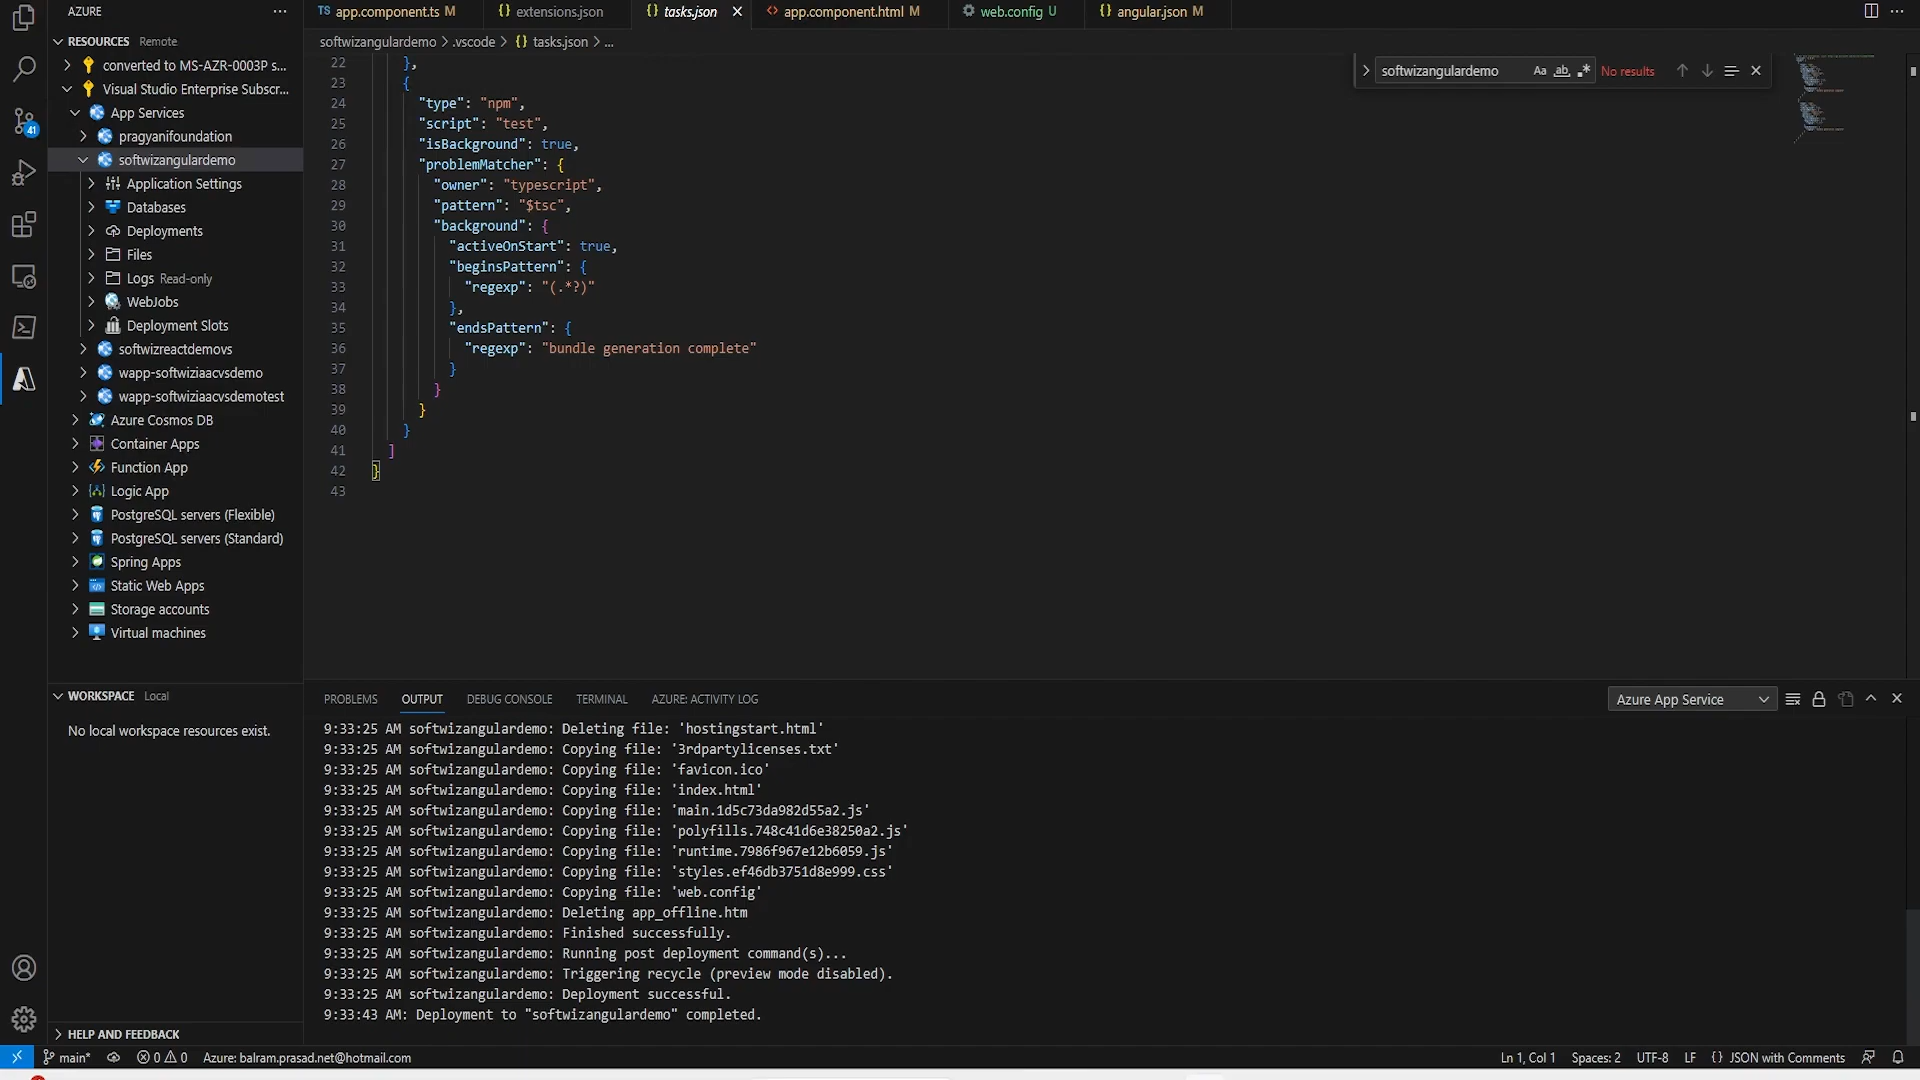 AZURE
TS app.component.ts M
{} extensions.json
{} tasks.json
<> app.component.html M
web.config U
{} angular.json M
RESOURCES Remote
softwizangulardemo > .vscode > {} tasks.json > ...
converted to MS-AZR-0003P s...
Visual Studio Enterprise Subscr...
App Services
pragyanifoundation
softwizangulardemo
Application Settings
Databases
Deployments
Files
Logs Read-only
WebJobs
Deployment Slots
softwizreactdemovs
wapp-softwiziaacvsdemo
wapp-softwiziaacvsdemotest
Azure Cosmos DB
Container Apps
Function App
Logic App
PostgreSQL servers (Flexible)
PostgreSQL servers (Standard)
Spring Apps
Static Web Apps
Storage accounts
Virtual machines
41
softwizangulardemo Aa ab .* No results
22 },
23 {
24 "type": "npm",
25 "script": "test",
26 "isBackground": true,
27 "problemMatcher": {
28 "owner": "typescript",
29 "pattern": "$tsc",
30 "background": {
31 "activeOnStart": true,
32 "beginsPattern": {
33 "regexp": "(.*?)"
34 },
35 "endsPattern": {
36 "regexp": "bundle generation complete"
37 }
38 }
39 }
40 }
41 ]
42 }
43
WORKSPACE Local
No local workspace resources exist.
PROBLEMS OUTPUT DEBUG CONSOLE TERMINAL AZURE: ACTIVITY LOG
Azure App Service
9:33:25 AM softwizangulardemo: Deleting file: 'hostingstart.html'
9:33:25 AM softwizangulardemo: Copying file: '3rdpartylicenses.txt'
9:33:25 AM softwizangulardemo: Copying file: 'favicon.ico'
9:33:25 AM softwizangulardemo: Copying file: 'index.html'
9:33:25 AM softwizangulardemo: Copying file: 'main.1d5c73da982d55a2.js'
9:33:25 AM softwizangulardemo: Copying file: 'polyfills.748c41d6e38250a2.js'
9:33:25 AM softwizangulardemo: Copying file: 'runtime.7986f967e12b6059.js'
9:33:25 AM softwizangulardemo: Copying file: 'styles.ef46db3751d8e999.css'
9:33:25 AM softwizangulardemo: Copying file: 'web.config'
9:33:25 AM softwizangulardemo: Deleting app_offline.htm
9:33:25 AM softwizangulardemo: Finished successfully.
9:33:25 AM softwizangulardemo: Running post deployment command(s)...
9:33:25 AM softwizangulardemo: Triggering recycle (preview mode disabled).
9:33:25 AM softwizangulardemo: Deployment successful.
9:33:43 AM: Deployment to "softwizangulardemo" completed.
HELP AND FEEDBACK
main* 0 0 Azure: balram.prasad.net@hotmail.com
Ln 1, Col 1 Spaces: 2 UTF-8 LF {} JSON with Comments